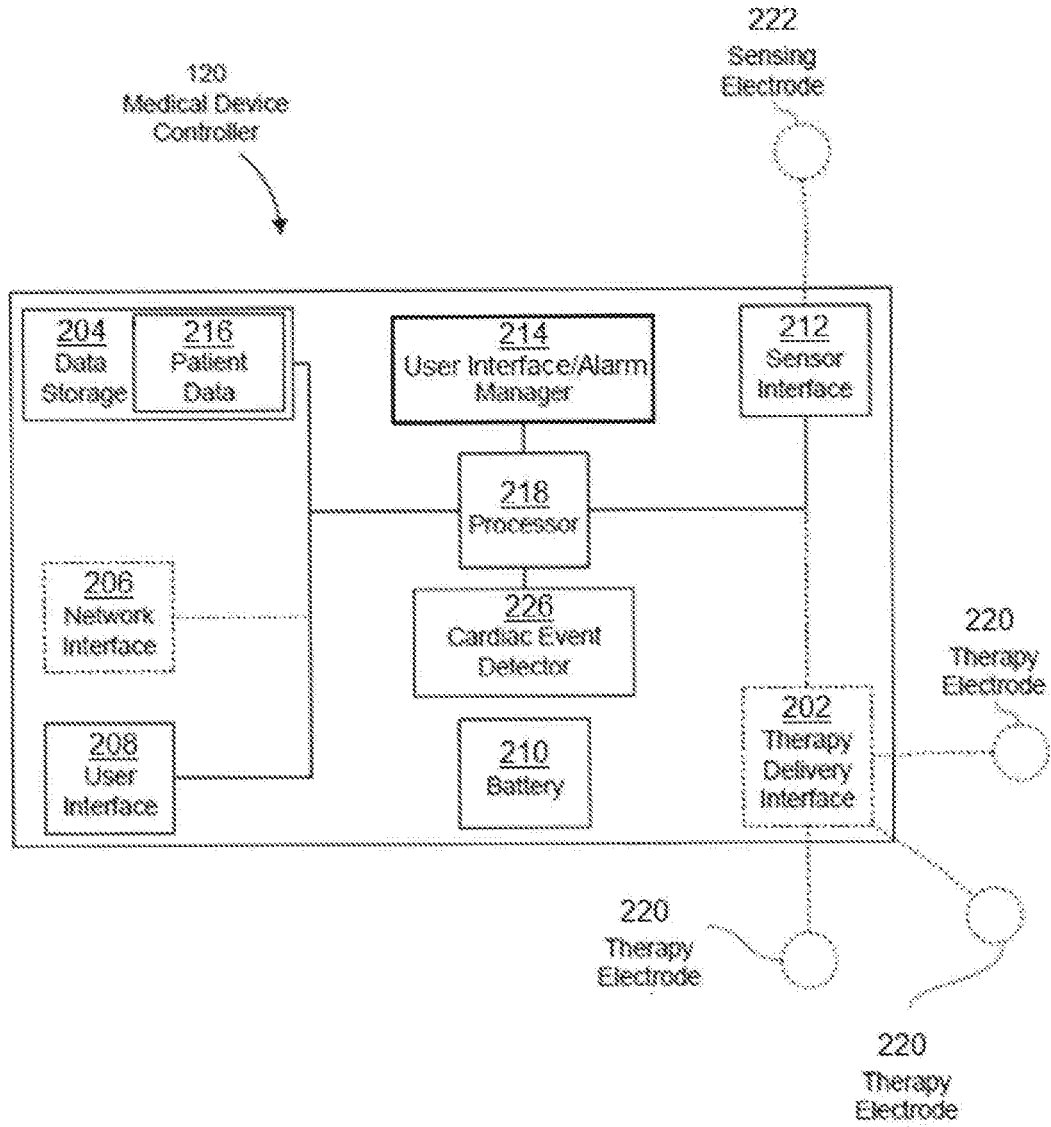 222
Sensing
Electrode
120
Medical Device
Controller
204
Data
Storage
216
Patient
Data
214
User Interface/Alarm
Manager
212
Sensor
Interface
218
Processor
206
Network
Interface
226
Cardiac Event
Detector
220
Therapy
Electrode
208
User
Interface
210
Battery
202
Therapy
Delivery
Interface
220
Therapy
Electrode
220
Therapy
Electrode